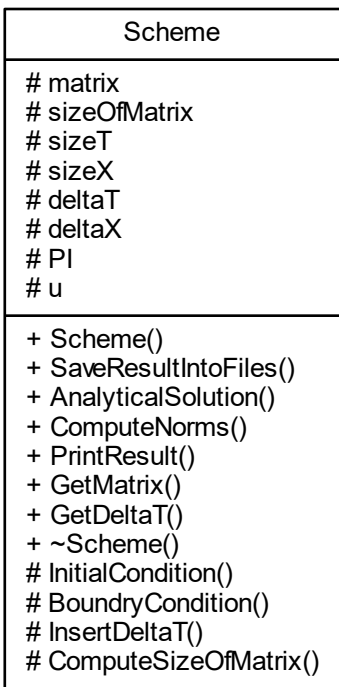 Scheme
# matrix
# sizeOfMatrix
# sizeT
# sizeX
# deltaT
# deltaX
# PI
# u
+ Scheme()
+ SaveResultIntoFiles()
+ AnalyticalSolution()
+ ComputeNorms()
+ PrintResult()
+ GetMatrix()
+ GetDeltaT()
+ ~Scheme()
# InitialCondition()
# BoundryCondition()
# InsertDeltaT()
# ComputeSizeOfMatrix()